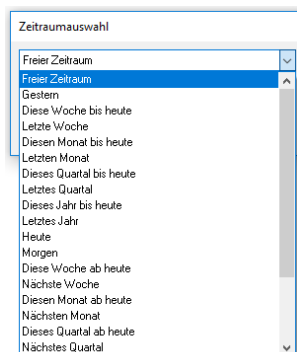 Zeitraumauswahl
Freier Zeitraum
Freier Zeitraum
Gestern
Diese Woche bis heute
Letzte Woche
Diesen Monat bis heute
Letzten Monat
Dieses Quartal bis heute
Letztes Quartal
Dieses Jahr bis heute
Letztes Jahr
Heute
Morgen
Diese Woche ab heute
Nächste Woche
Diesen Monat ab heute
Nächsten Monat
Dieses Quartal ab heute
Nächstes Quartal